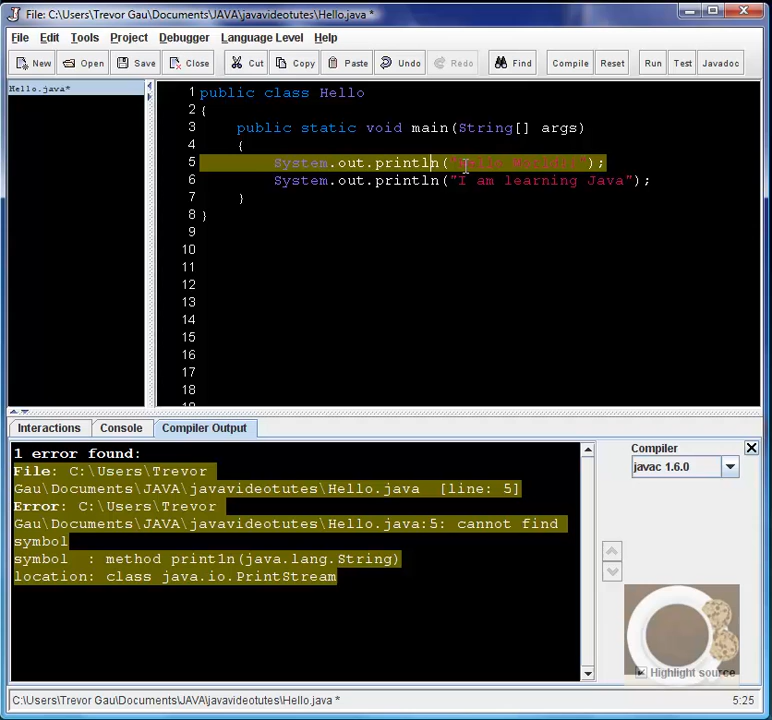 File: C:\Users\Trevor Gau\Documents\JAVA\javavideotutes\Hello.java *
File Edit Tools Project Debugger Language Level Help
New Open Save Close Cut Copy Paste Undo Redo Find Compile Reset Run Test Javadoc
Hello.java*
1 public class Hello
2 {
3 public static void main(String[] args)
4 {
5 System.out.println(" ");
6 System.out.println("I am learning Java");
7 }
8 }
9
10
11
12
13
14
15
16
17
18
Interactions Console Compiler Output
1 error found:
File: C:\Users\Trevor
Gau\Documents\JAVA\javavideotutes\Hello.java [line: 5]
Error: C:\Users\Trevor
Gau\Documents\JAVA\javavideotutes\Hello.java:5: cannot find
symbol
symbol : method print1n(java.lang.String)
location: class java.io.PrintStream
Compiler
javac 1.6.0
Highlight source
C:\Users\Trevor Gau\Documents\JAVA\javavideotutes\Hello.java *
5:25